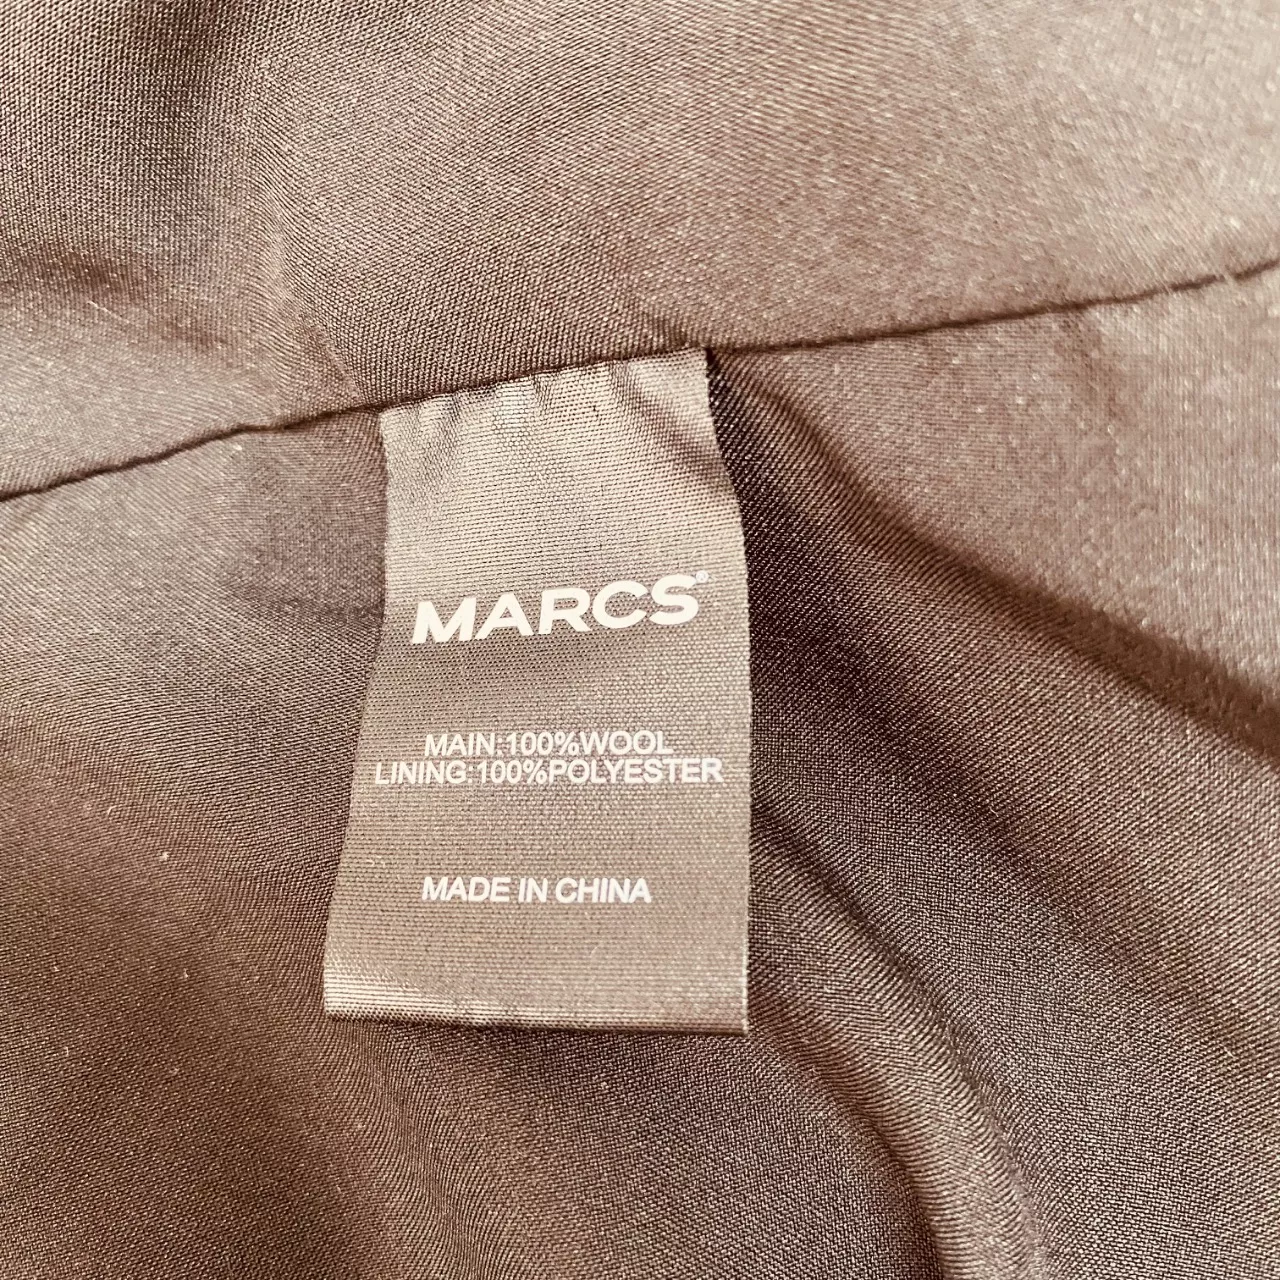 MARCS®
MAIN:100%WOOL
LINING:100%POLYESTER
MADE IN CHINA